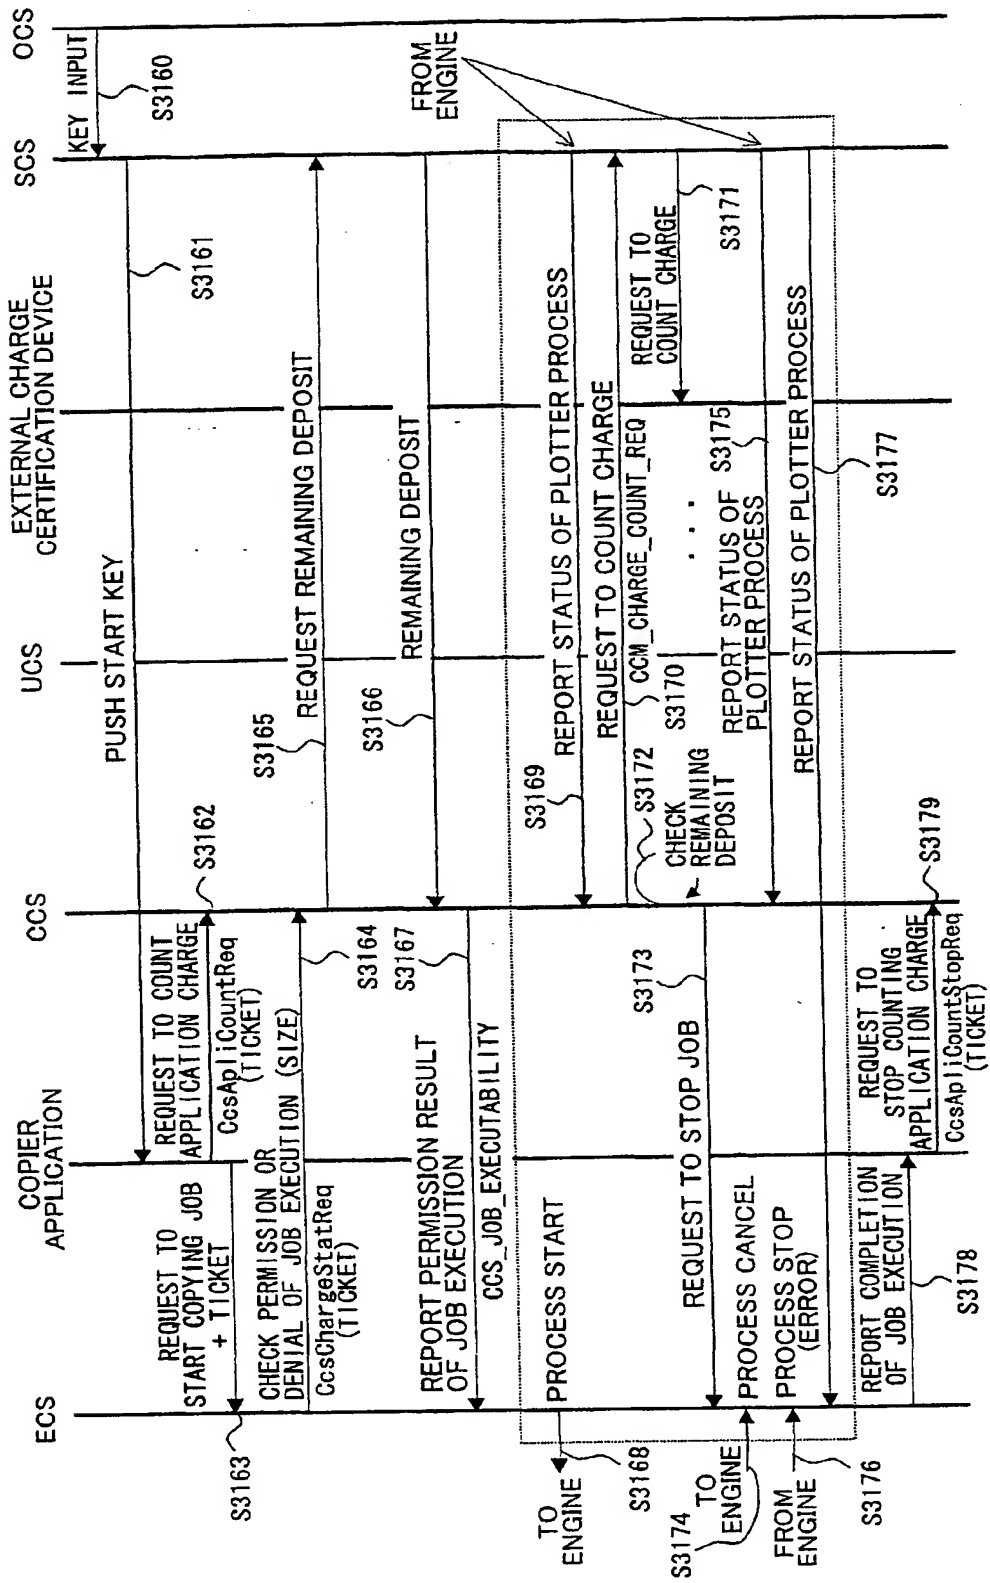 ECS
COPIER
APPLICATION
CCS
UCS
EXTERNAL CHARGE
CERTIFICATION DEVICE
SCS
OCS
KEY INPUT
S3160
PUSH START KEY
S3161
REQUEST TO COUNT
APPLICATION CHARGE
CcsApliCountReq
(TICKET)
S3162
REQUEST TO
START COPYING JOB
+ TICKET
S3163
CHECK PERMISSION OR
DENIAL OF JOB EXECUTION (SIZE)
CcsChargeStatReq
(TICKET)
S3164
REQUEST REMAINING DEPOSIT
S3165
REMAINING DEPOSIT
S3166
REPORT PERMISSION RESULT
OF JOB EXECUTION
CCS_JOB_EXECUTABILITY
S3167
FROM
ENGINE
PROCESS START
TO
ENGINE
S3168
REPORT STATUS OF PLOTTER PROCESS
S3169
REQUEST TO COUNT CHARGE
CCM_CHARGE_COUNT_REQ
S3170
REQUEST TO
COUNT CHARGE
S3171
S3172
CHECK
REMAINING
DEPOSIT
REQUEST TO STOP JOB
S3173
PROCESS CANCEL
S3174
TO
ENGINE
REPORT STATUS OF
PLOTTER PROCESS
S3175
. . .
PROCESS STOP
(ERROR)
FROM
ENGINE
S3176
REPORT STATUS OF PLOTTER PROCESS
S3177
REPORT COMPLETION
OF JOB EXECUTION
S3178
REQUEST TO
STOP COUNTING
APPLICATION CHARGE
CcsApliCountStopReq
(TICKET)
S3179